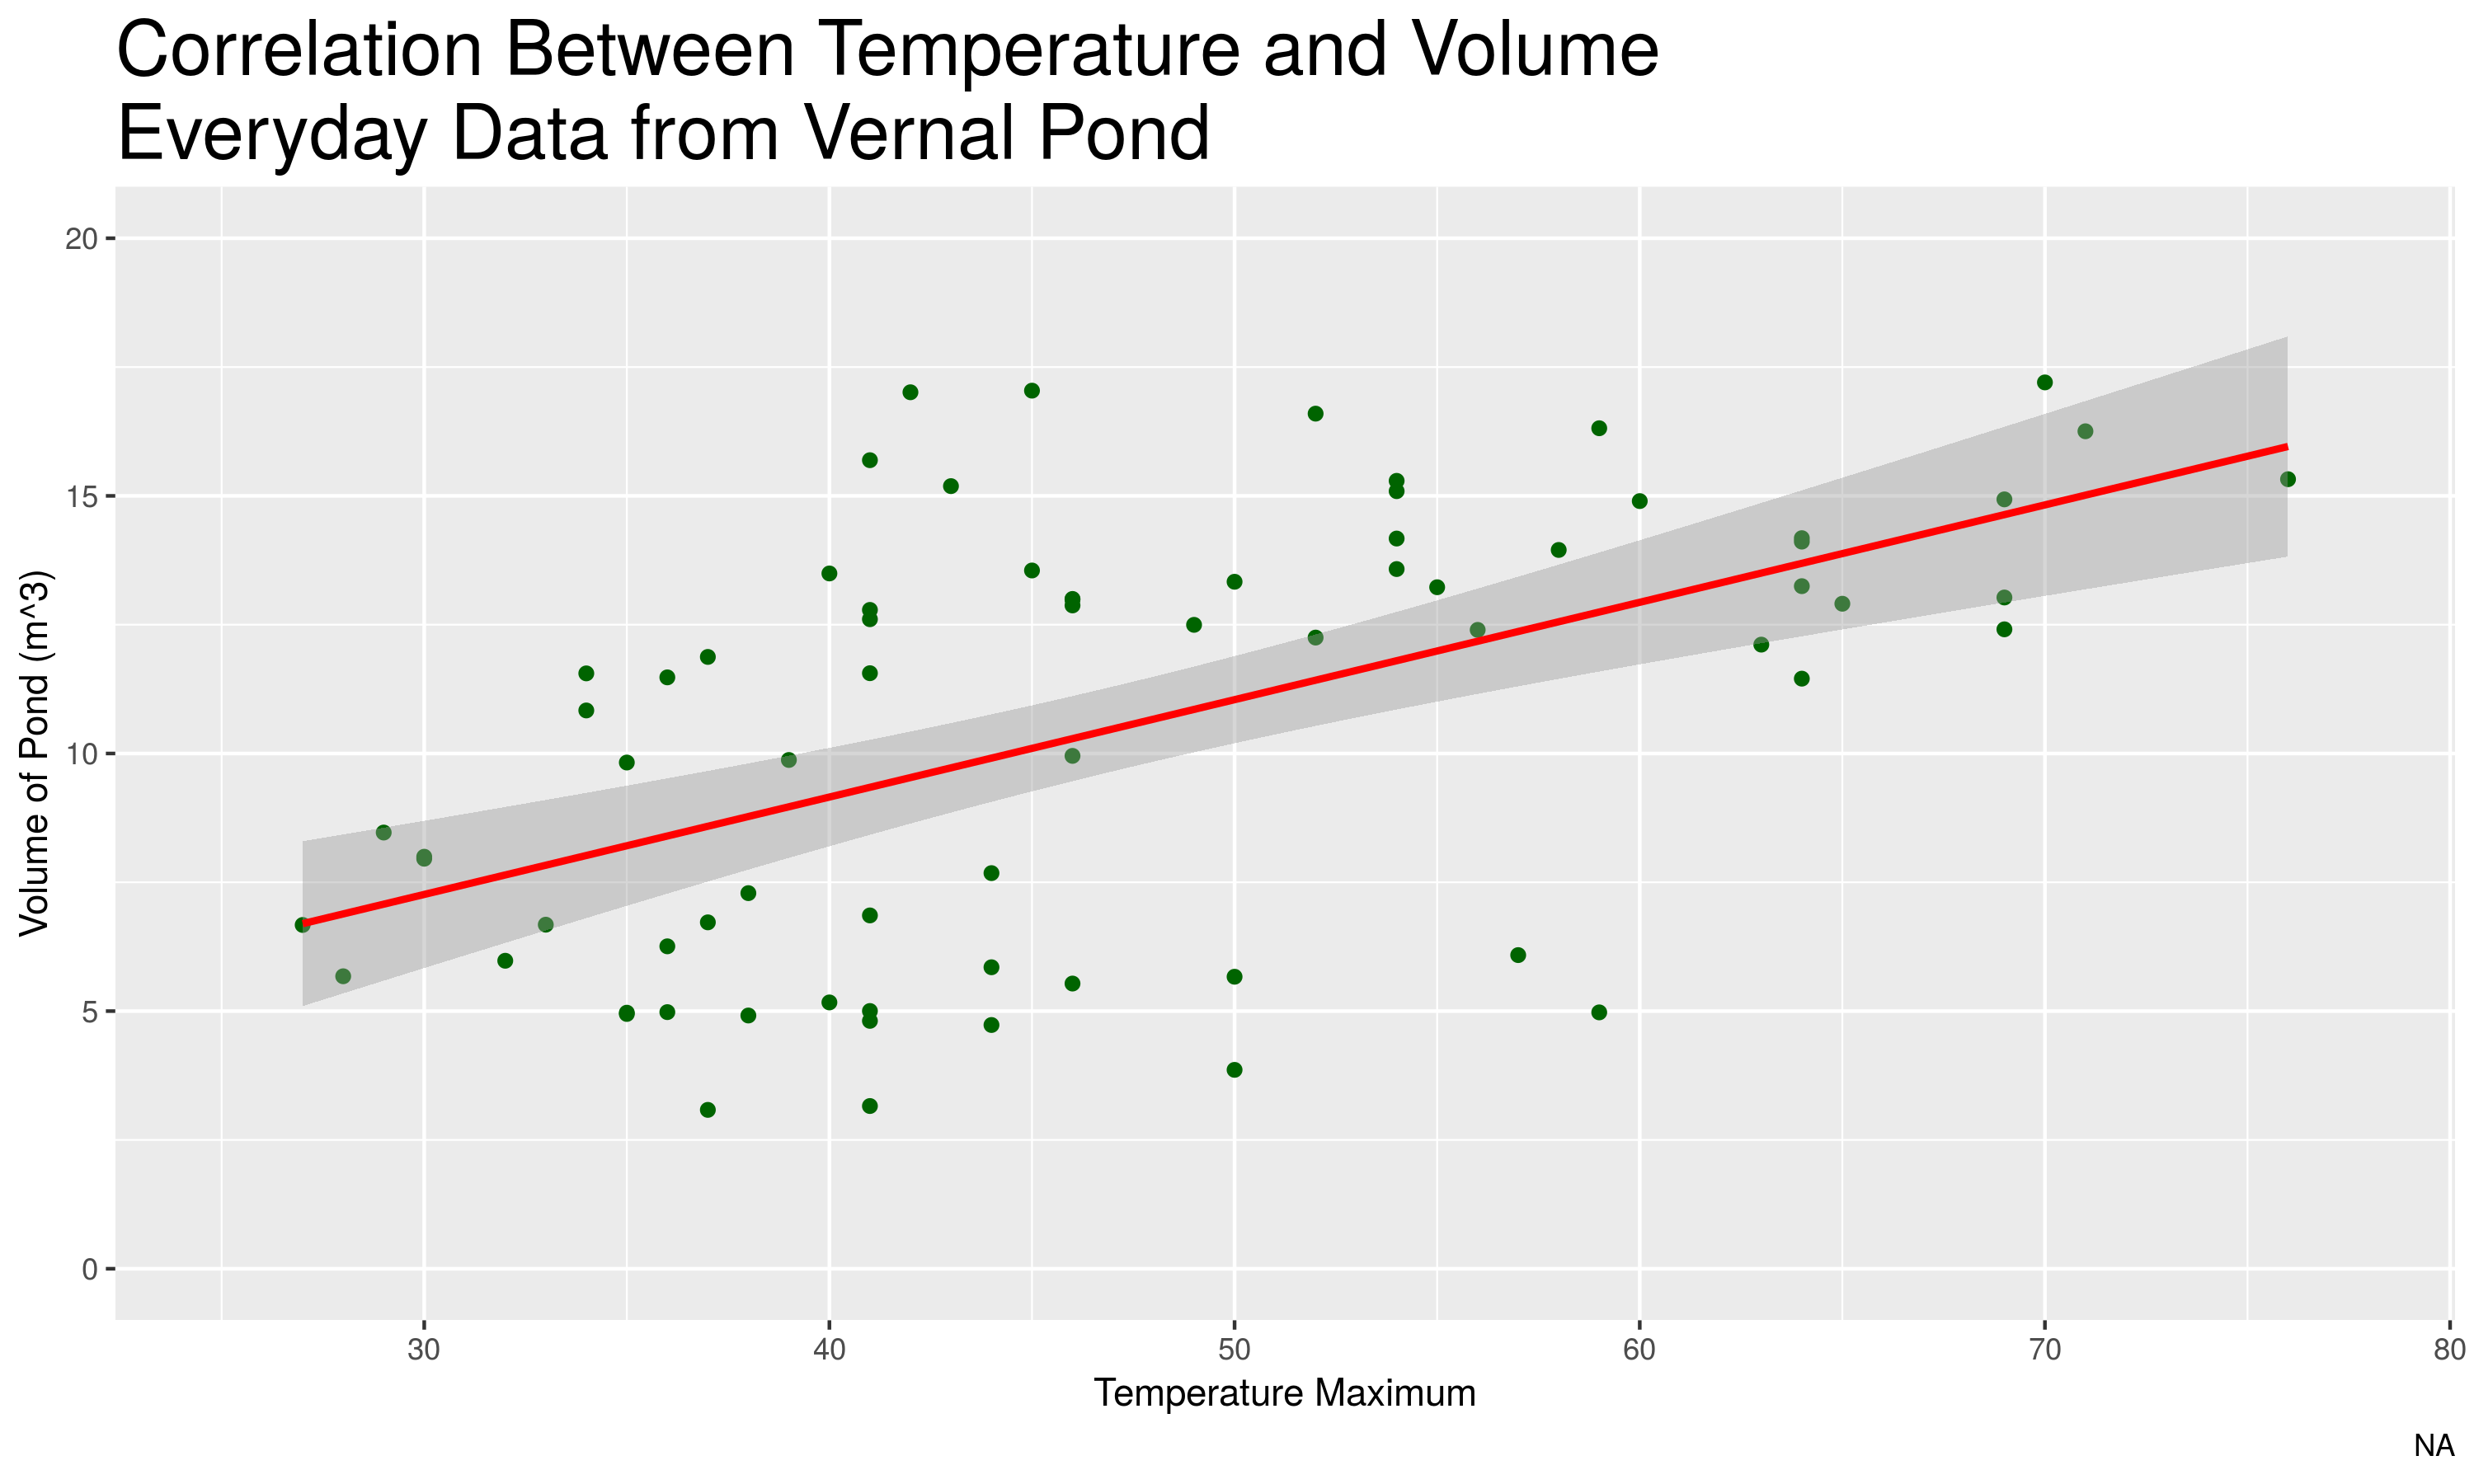 Correlation Between Temperature and Volume
Everyday Data from Vernal Pond
Volume of Pond (m^3)
20
15
10
5
0
30 40 50 60 70 80
Temperature Maximum
NA